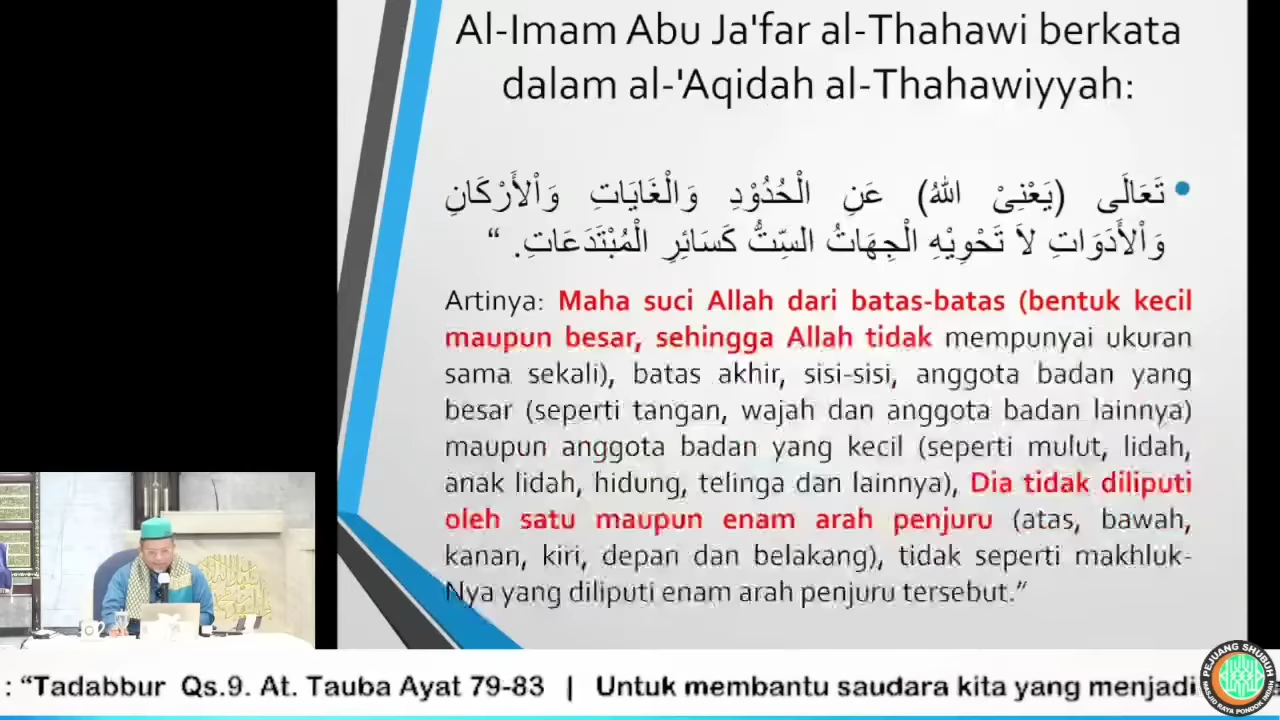 Al-Imam Abu Ja'far al-Thahawi berkata
dalam al-'Aqidah al-Thahawiyyah:
• تَعَالَى (يَعْنِيْ اللهُ) عَنِ الْحُدُوْدِ وَالْغَايَاتِ وَاْلأَرْكَانِ
وَاْلأَدَوَاتِ لاَ تَحْوِيْهِ الْجِهَاتُ السِّتُّ كَسَائِرِ الْمُبْتَدَعَاتِ. “
Artinya: Maha suci Allah dari batas-batas (bentuk kecil
maupun besar, sehingga Allah tidak mempunyai ukuran
sama sekali), batas akhir, sisi-sisi, anggota badan yang
besar (seperti tangan, wajah dan anggota badan lainnya)
maupun anggota badan yang kecil (seperti mulut, lidah,
anak lidah, hidung, telinga dan lainnya), Dia tidak diliputi
oleh satu maupun enam arah penjuru (atas, bawah,
kanan, kiri, depan dan belakang), tidak seperti makhluk-
Nya yang diliputi enam arah penjuru tersebut.”
: “Tadabbur Qs.9. At. Tauba Ayat 79-83 | Untuk membantu saudara kita yang menjadi
PEJUANG SHUBUH
MASJID RAYA PONDOK INDAH